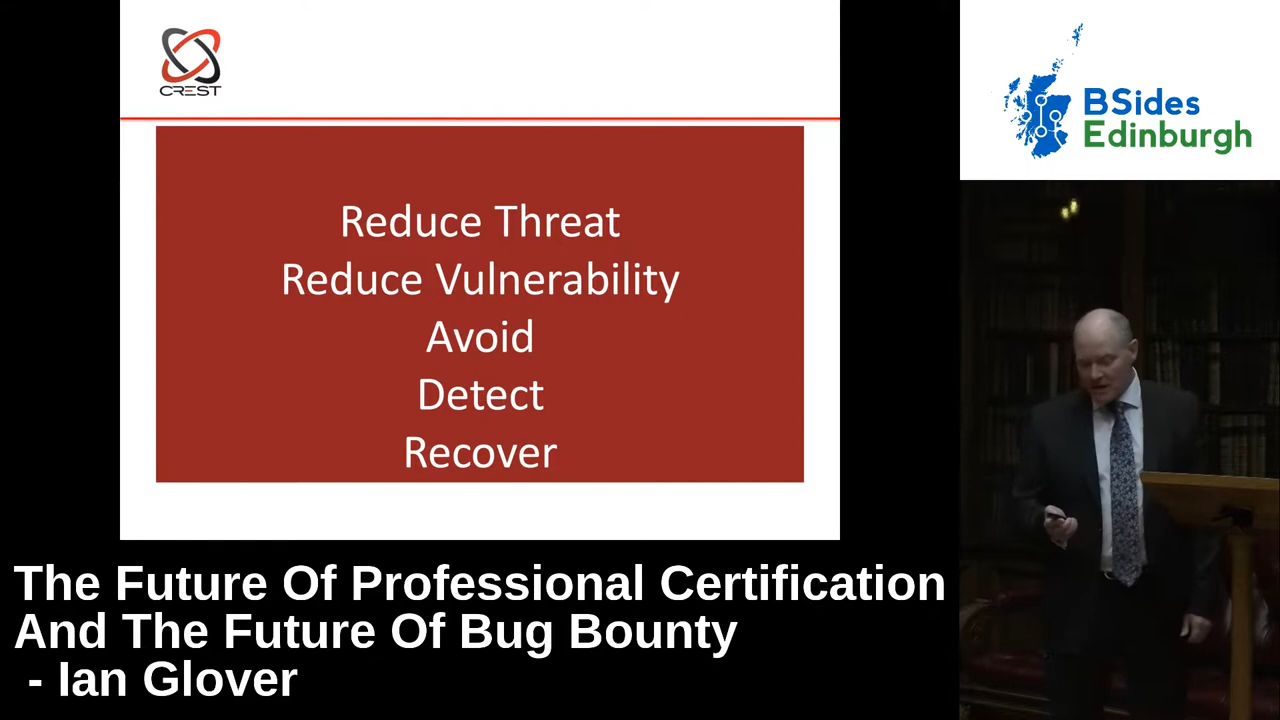 CREST
Reduce Threat
Reduce Vulnerability
Avoid
Detect
Recover
BSides
Edinburgh
The Future Of Professional Certification
And The Future Of Bug Bounty
- Ian Glover